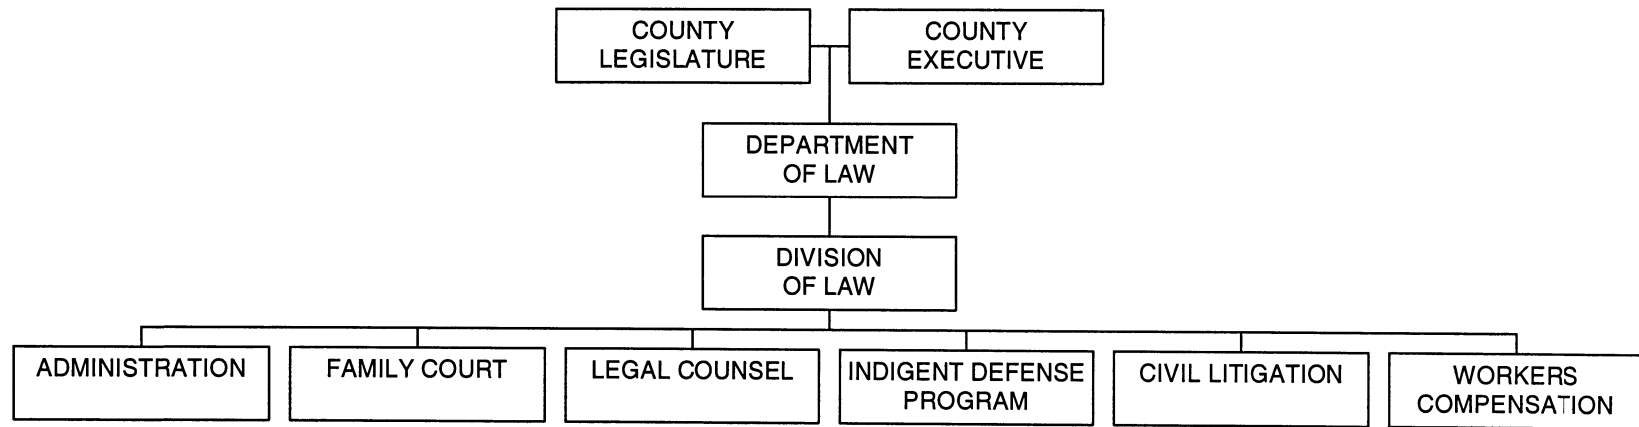 COUNTY
LEGISLATURE
COUNTY
EXECUTIVE
DEPARTMENT
OF LAW
DIVISION
OF LAW
ADMINISTRATION
FAMILY COURT
LEGAL COUNSEL
INDIGENT DEFENSE
PROGRAM
CIVIL LITIGATION
WORKERS
COMPENSATION